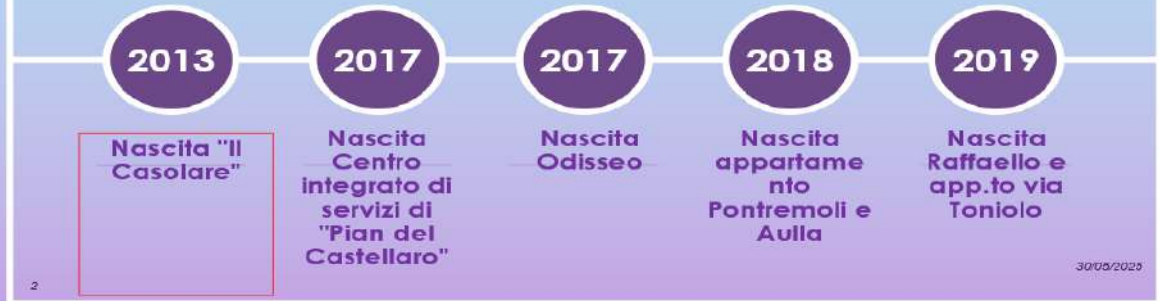 2013
2017
2017
2018
2019
Nascita "Il
Casolare"
Nascita
Centro
integrato di
servizi di
"Pian del
Castellaro"
Nascita
Odisseo
Nascita
appartame
nto
Pontremoli e
Aulla
Nascita
Raffaello e
app.to via
Toniolo
2
30/05/2025